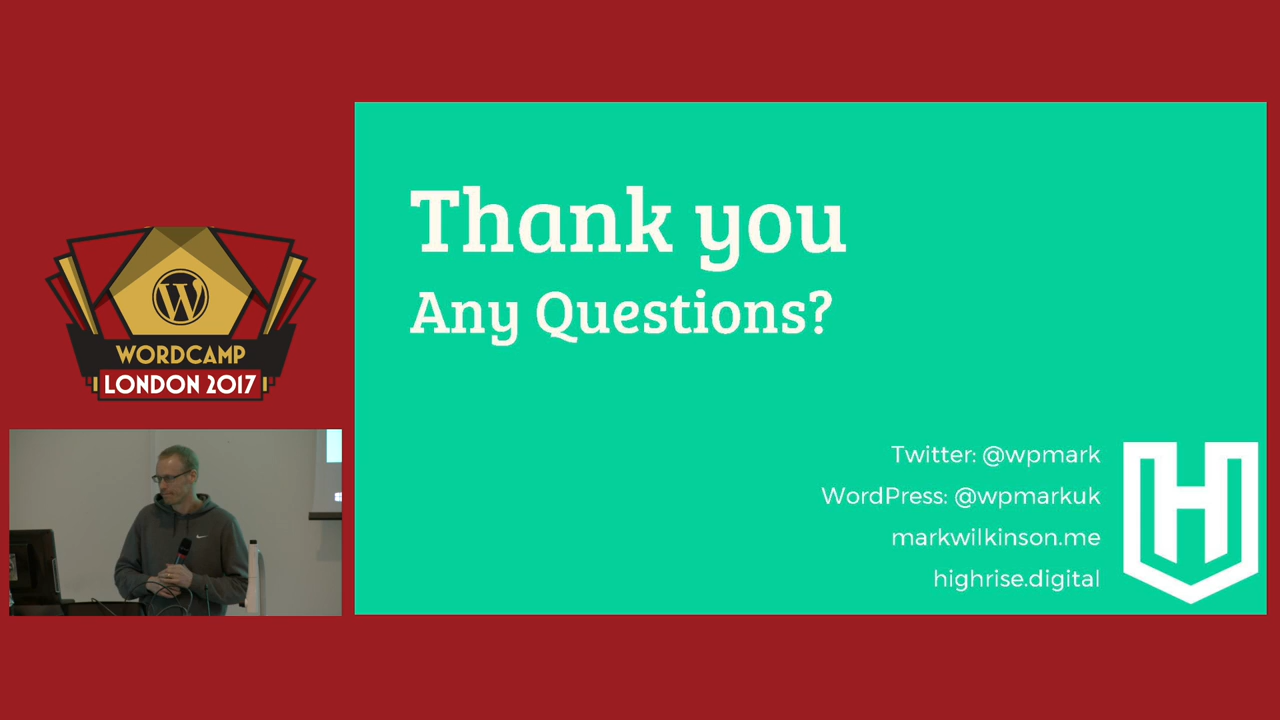 WORDCAMP
LONDON 2017
Thank you
Any Questions?
Twitter: @wpmark
WordPress: @wpmarkuk
markwilkinson.me
highrise.digital